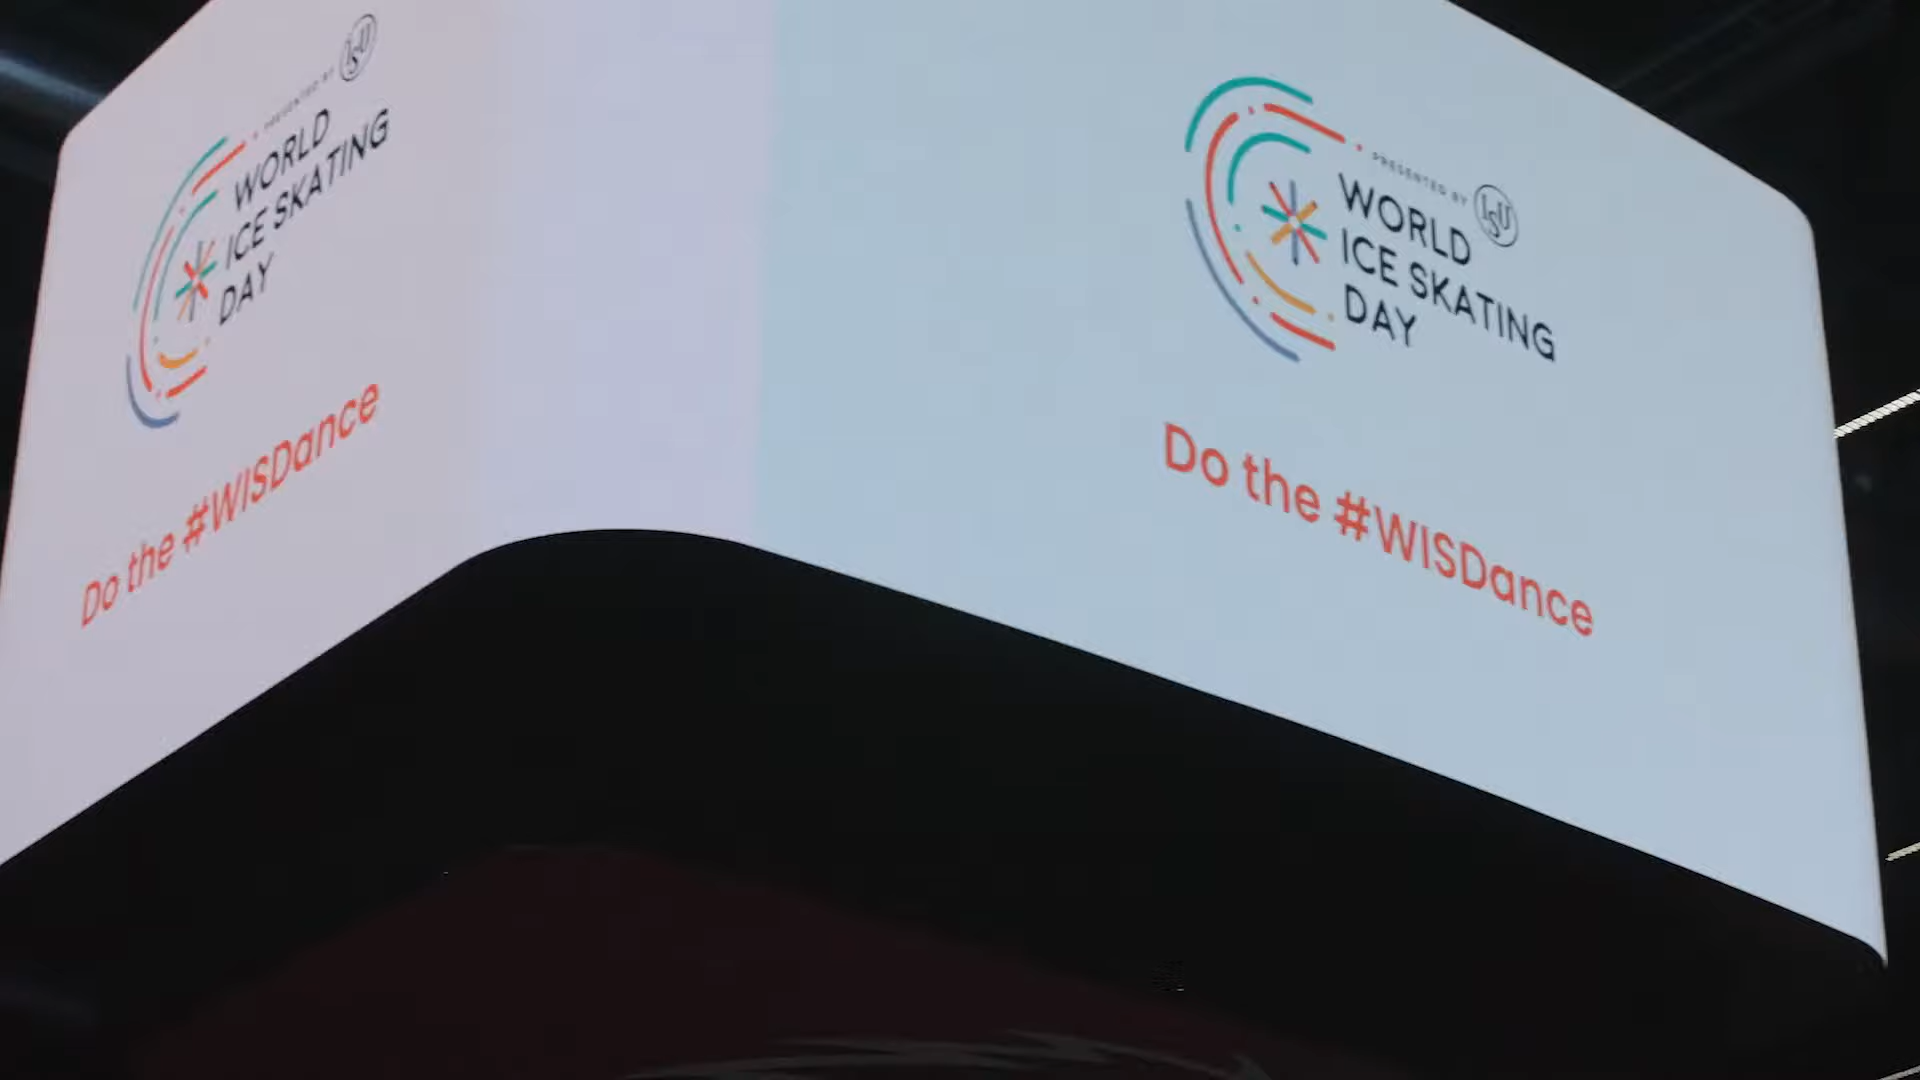 PRESENTED BY ISU
WORLD
ICE SKATING
DAY
Do the #WISDance
PRESENTED BY ISU
WORLD
ICE SKATING
DAY
Do the #WISDance